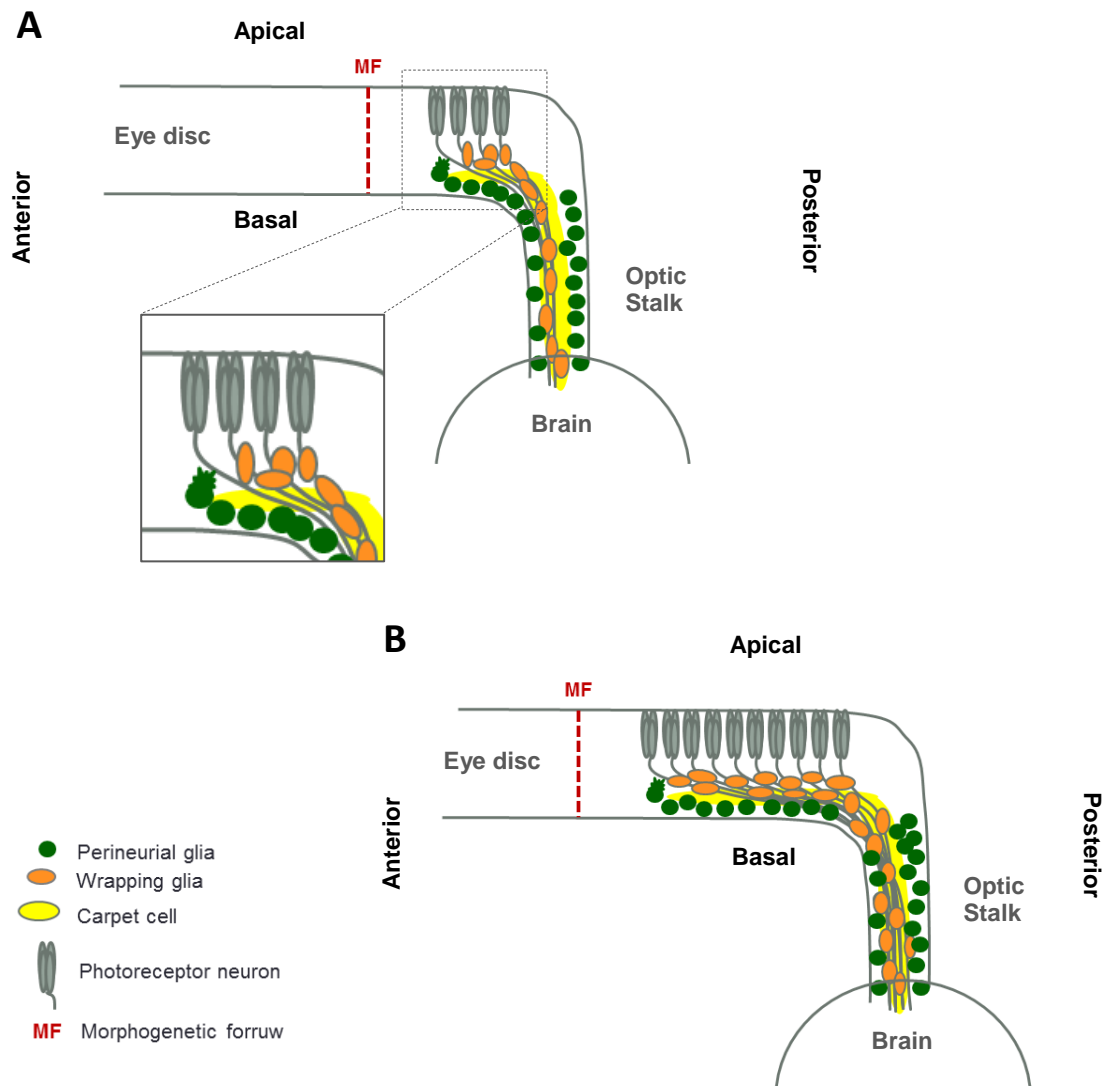 A
Apical
MF
Eye disc
Anterior
Basal
Posterior
Optic
Stalk
Brain
B
Apical
MF
Eye disc
Anterior
Basal
Posterior
Optic
Stalk
Brain
Perineurial glia
Wrapping glia
Carpet cell
Photoreceptor neuron
MF Morphogenetic forruw